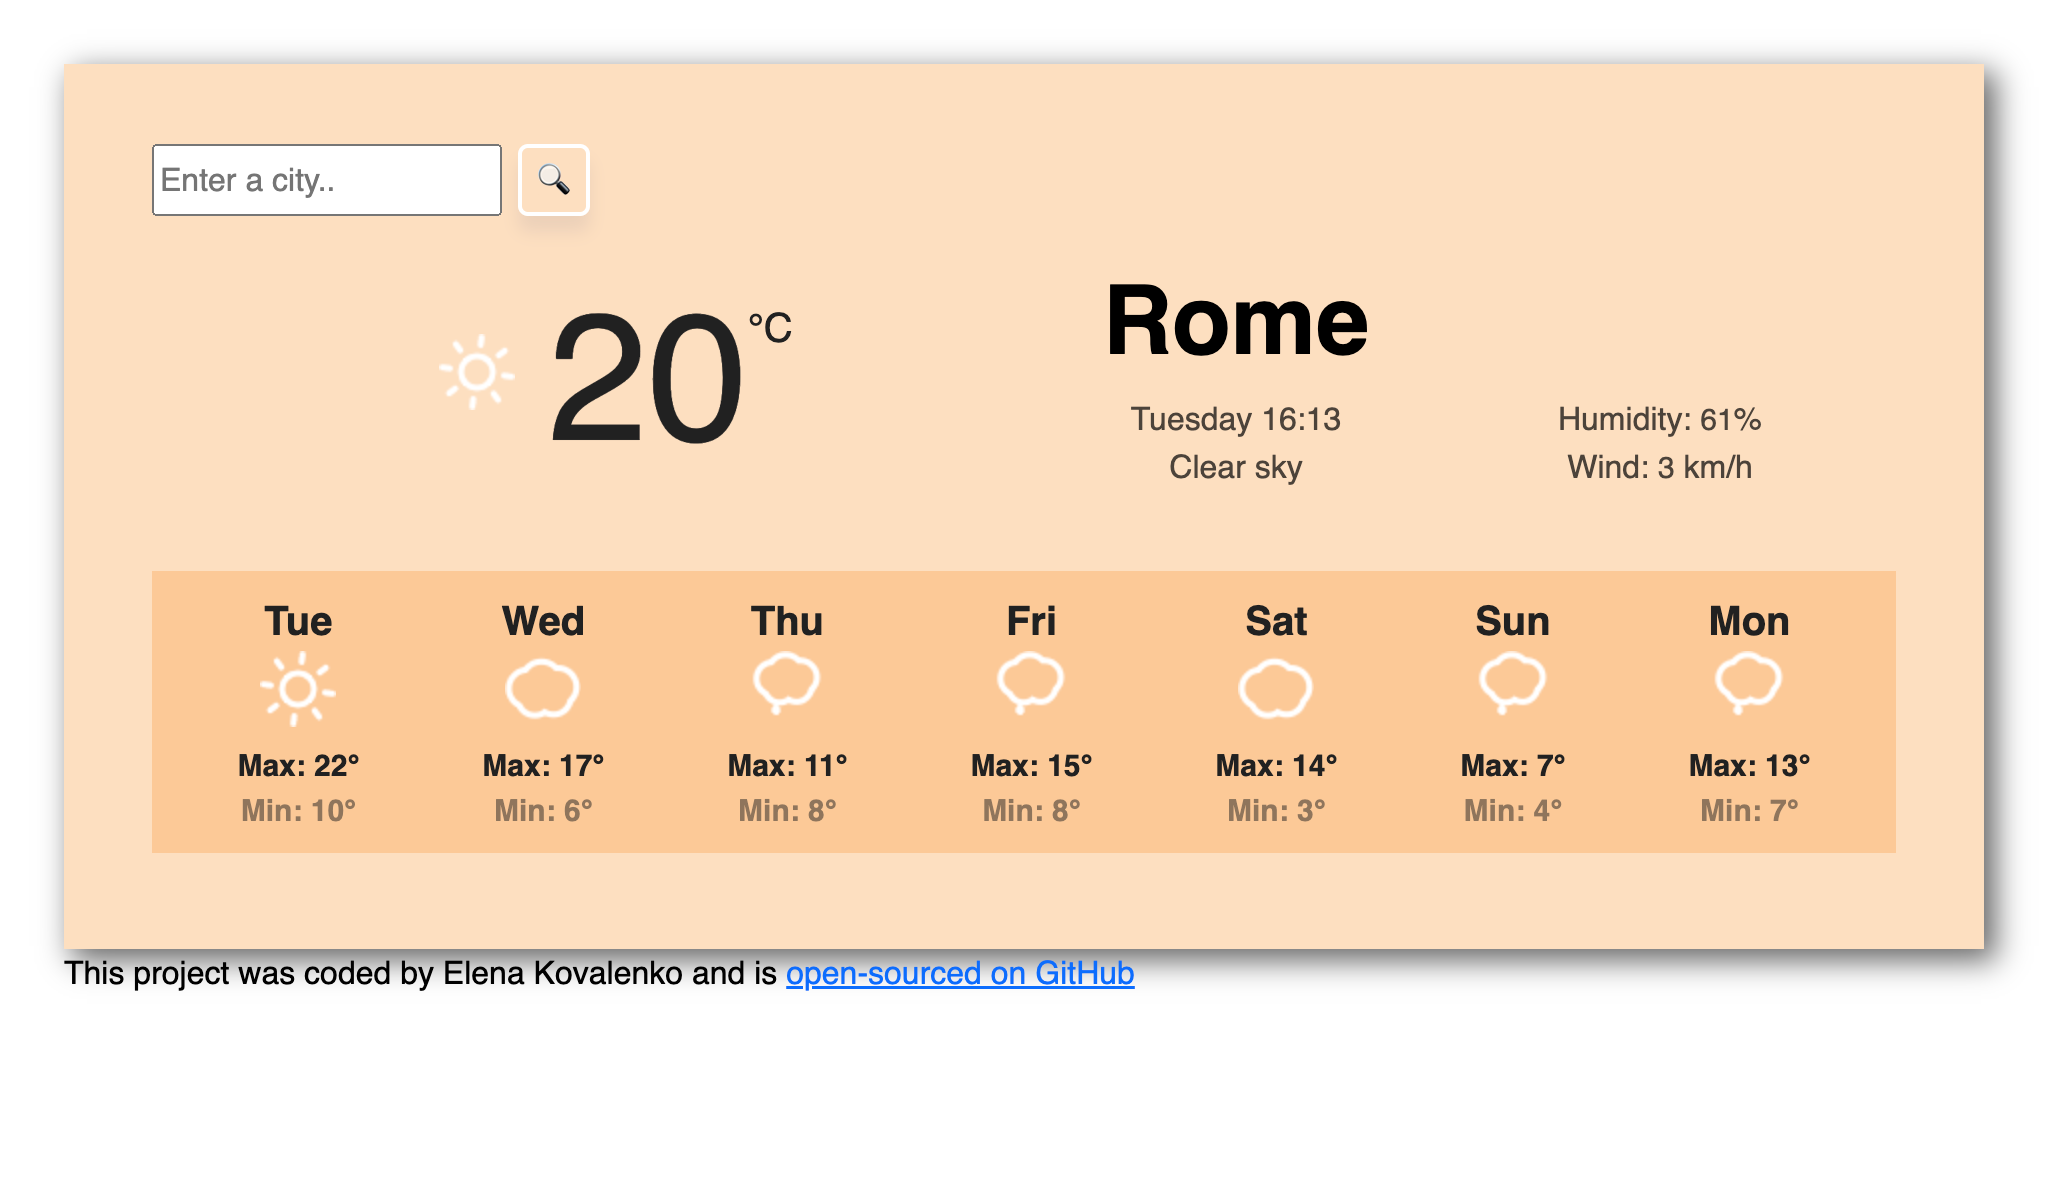 Enter a city..
20 °C
Rome
Tuesday 16:13
Clear sky
Humidity: 61%
Wind: 3 km/h
Tue Wed Thu Fri Sat Sun Mon
Max: 22° Max: 17° Max: 11° Max: 15° Max: 14° Max: 7° Max: 13°
Min: 10° Min: 6° Min: 8° Min: 8° Min: 3° Min: 4° Min: 7°
This project was coded by Elena Kovalenko and is open-sourced on GitHub